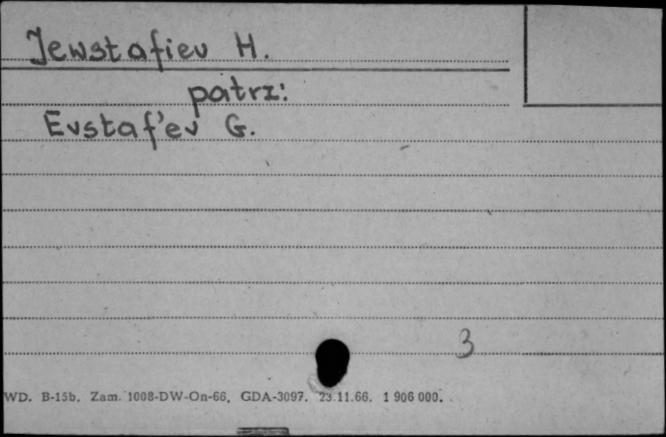 Jewstafiev H.
patrz:
Evstaf'ev G.
3
WD. B-15b. Zam. 1008-DW-On-66. GDA-3097. 23.11.66. 1 906 000.